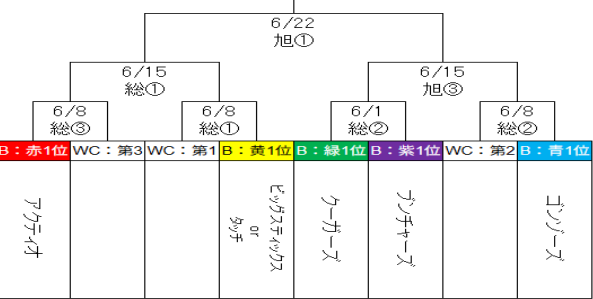 6/22
旭①
6/15
総①
6/15
旭③
6/8
総③
6/8
総①
6/1
総②
6/8
総②
B：赤1位
WC：第3
WC：第1
B：黄1位
B：緑1位
B：紫1位
WC：第2
B：青1位
アクティオ
ビッグスティックス
or
タッチ
クーガーズ
ブンチャーズ
ゴンゾーズ